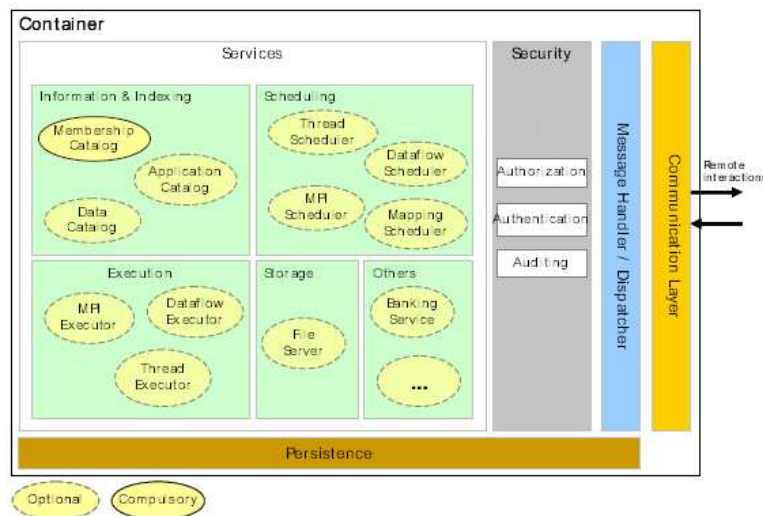 Container
Services
Security
Message Handler / Dispatcher
Communication Layer
Remote
interactions
Information & Indexing
Membership
Catalog
Application
Catalog
Data
Catalog
Scheduling
Thread
Scheduler
Dataflow
Scheduler
MPI
Scheduler
Mapping
Scheduler
Authorization
Authentication
Auditing
Execution
MPI
Executor
Dataflow
Executor
Thread
Executor
Storage
File
Server
Others
Banking
Service
...
Persistence
Optional
Compulsory